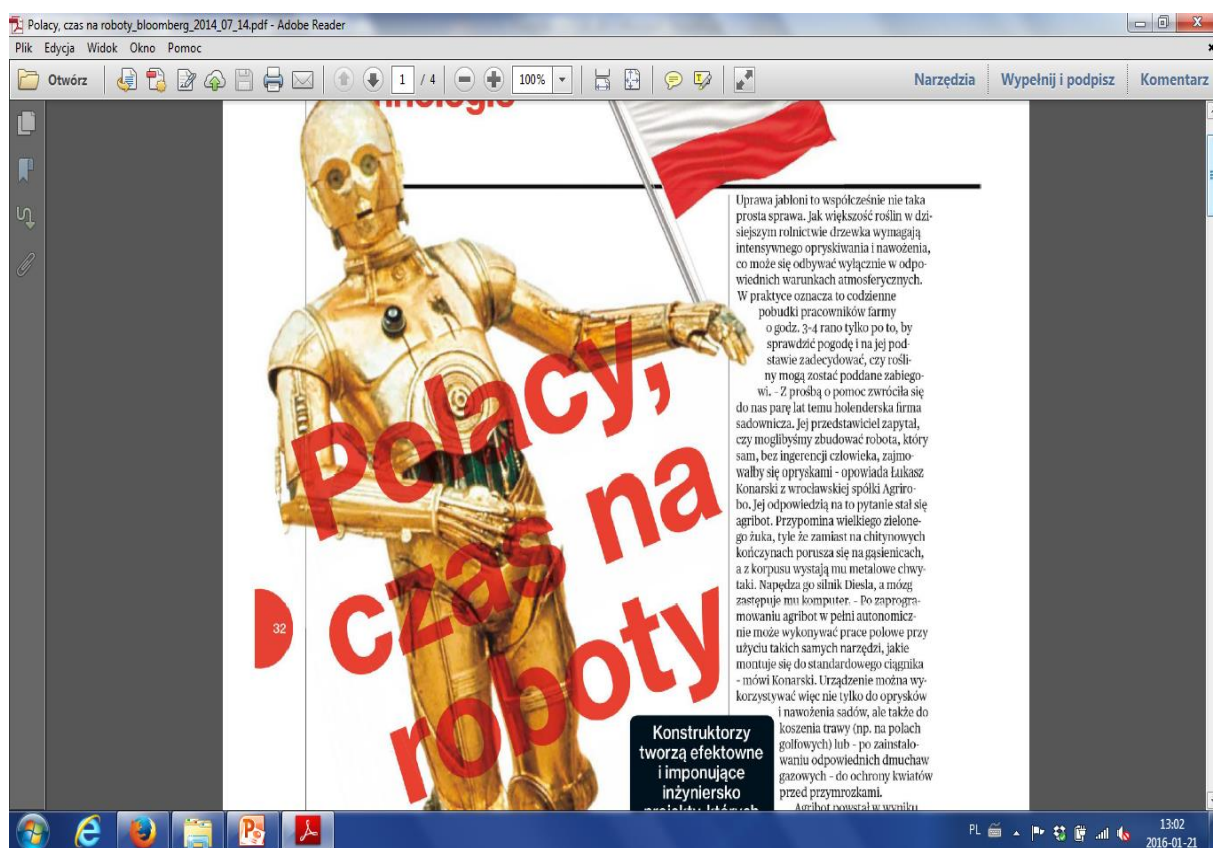 Polacy, czas na roboty_bloomberg_2014_07_14.pdf - Adobe Reader
Plik Edycja Widok Okno Pomoc
Otwórz 1 / 4 100% Narzędzia Wypełnij i podpisz Komentarz
Polacy,
czas na
roboty
32
Konstruktorzy
tworzą efektowne
i imponujące
inżyniersko
projekty, których
Uprawa jabłoni to współcześnie nie taka
prosta sprawa. Jak większość roślin w dzi-
siejszym rolnictwie drzewka wymagają
intensywnego opryskiwania i nawożenia,
co może się odbywać wyłącznie w odpo-
wiednich warunkach atmosferycznych.
W praktyce oznacza to codzienne
pobudki pracowników farmy
o godz. 3-4 rano tylko po to, by
sprawdzić pogodę i na jej pod-
stawie zadecydować, czy rośli-
ny mogą zostać poddane zabiego-
wi. - Z prośbą o pomoc zwróciła się
do nas parę lat temu holenderska firma
sadownicza. Jej przedstawiciel zapytał,
czy moglibyśmy zbudować robota, który
sam, bez ingerencji człowieka, zajmo-
wałby się opryskami - opowiada Łukasz
Konarski z wrocławskiej spółki Agriro-
bo. Jej odpowiedzią na to pytanie stał się
agribot. Przypomina wielkiego zielone-
go żuka, tyle że zamiast na chitynowych
kończynach porusza się na gąsienicach,
a z korpusu wystają mu metalowe chwy-
taki. Napędza go silnik Diesla, a mózg
zastępuje mu komputer. - Po zaprogra-
mowaniu agribot w pełni autonomicz-
nie może wykonywać prace polowe przy
użyciu takich samych narzędzi, jakie
montuje się do standardowego ciągnika
- mówi Konarski. Urządzenie można wy-
korzystywać więc nie tylko do oprysków
i nawożenia sadów, ale także do
koszenia trawy (np. na polach
golfowych) lub - po zainstalo-
waniu odpowiednich dmuchaw
gazowych - do ochrony kwiatów
przed przymrozkami.
Agribot powstał w wyniku
PL 13:02
2016-01-21